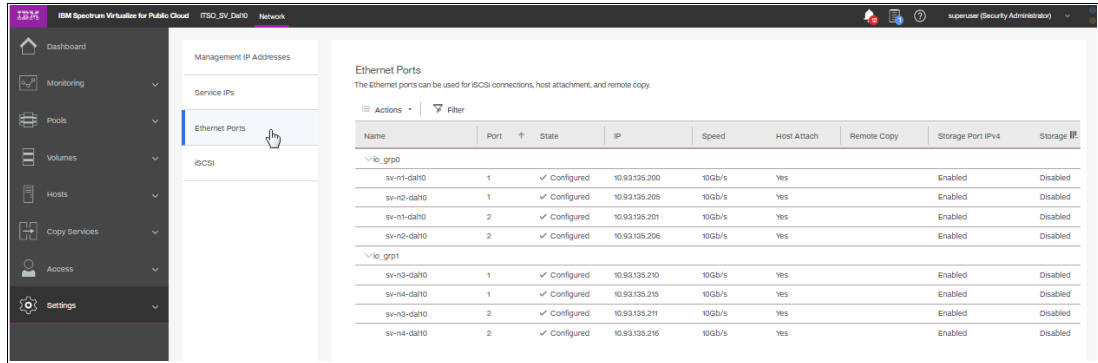 IBM IBM Spectrum Virtualize for Public Cloud ITSO_SV_Dal10 Network superuser (Security Administrator)
Dashboard
Monitoring
Pools
Volumes
Hosts
Copy Services
Access
Settings
Management IP Addresses
Service IPs
Ethernet Ports
iSCSI
Ethernet Ports
The Ethernet ports can be used for iSCSI connections, host attachment, and remote copy.
Actions Filter
Name Port State IP Speed Host Attach Remote Copy Storage Port IPv4 Storage
io_grp0
sv-n1-dal10 1 ✓ Configured 10.93.135.200 10Gb/s Yes Enabled Disabled
sv-n2-dal10 1 ✓ Configured 10.93.135.205 10Gb/s Yes Enabled Disabled
sv-n1-dal10 2 ✓ Configured 10.93.135.201 10Gb/s Yes Enabled Disabled
sv-n2-dal10 2 ✓ Configured 10.93.135.206 10Gb/s Yes Enabled Disabled
io_grp1
sv-n3-dal10 1 ✓ Configured 10.93.135.210 10Gb/s Yes Enabled Disabled
sv-n4-dal10 1 ✓ Configured 10.93.135.215 10Gb/s Yes Enabled Disabled
sv-n3-dal10 2 ✓ Configured 10.93.135.211 10Gb/s Yes Enabled Disabled
sv-n4-dal10 2 ✓ Configured 10.93.135.216 10Gb/s Yes Enabled Disabled